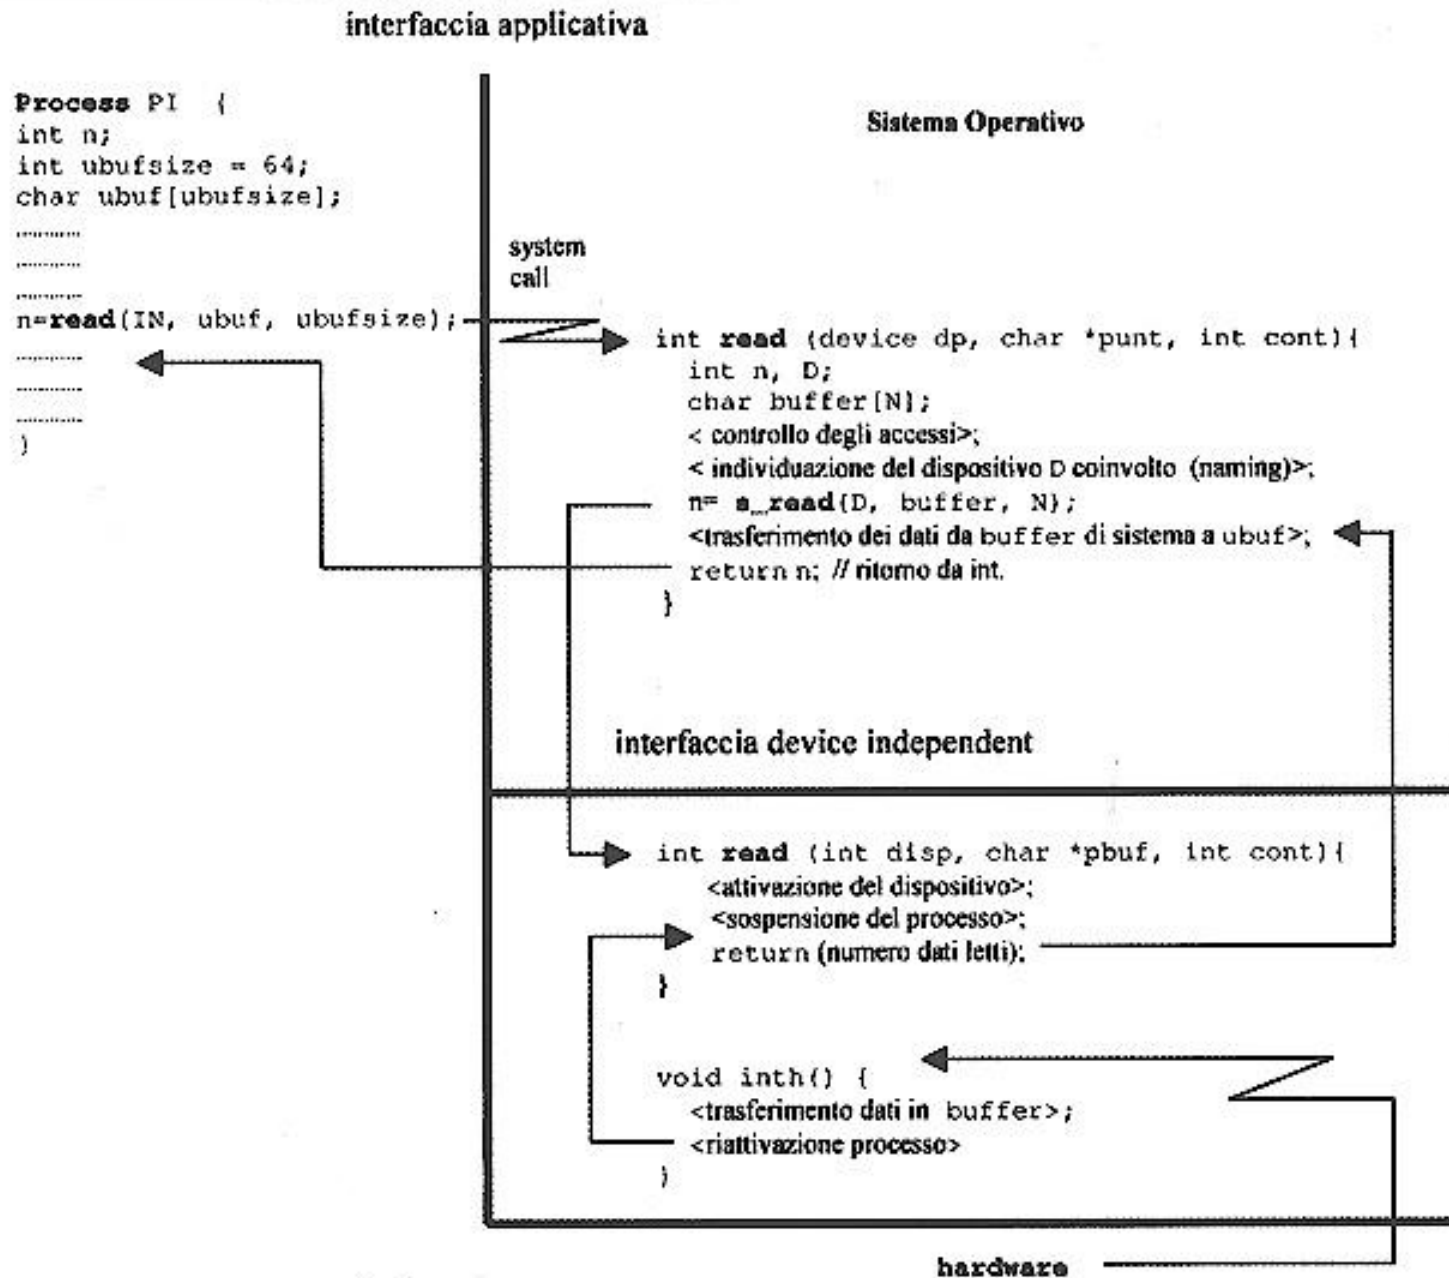 interfaccia applicativa
Process PI {
int n;
int ubufsize = 64;
char ubuf[ubufsize];
............
............
............
n=read(IN, ubuf, ubufsize);
............
............
............
}
Sistema Operativo
system
call
int read (device dp, char *punt, int cont){
int n, D;
char buffer[N];
< controllo degli accessi>;
< individuazione del dispositivo D coinvolto (naming)>;
n= a_read(D, buffer, N);
<trasferimento dei dati da buffer di sistema a ubuf>;
return n; // ritorno da int.
}
interfaccia device independent
int read (int disp, char *pbuf, int cont){
<attivazione del dispositivo>;
<sospensione del processo>;
return (numero dati letti);
}
void inth() {
<trasferimento dati in buffer>;
<riattivazione processo>
}
hardware